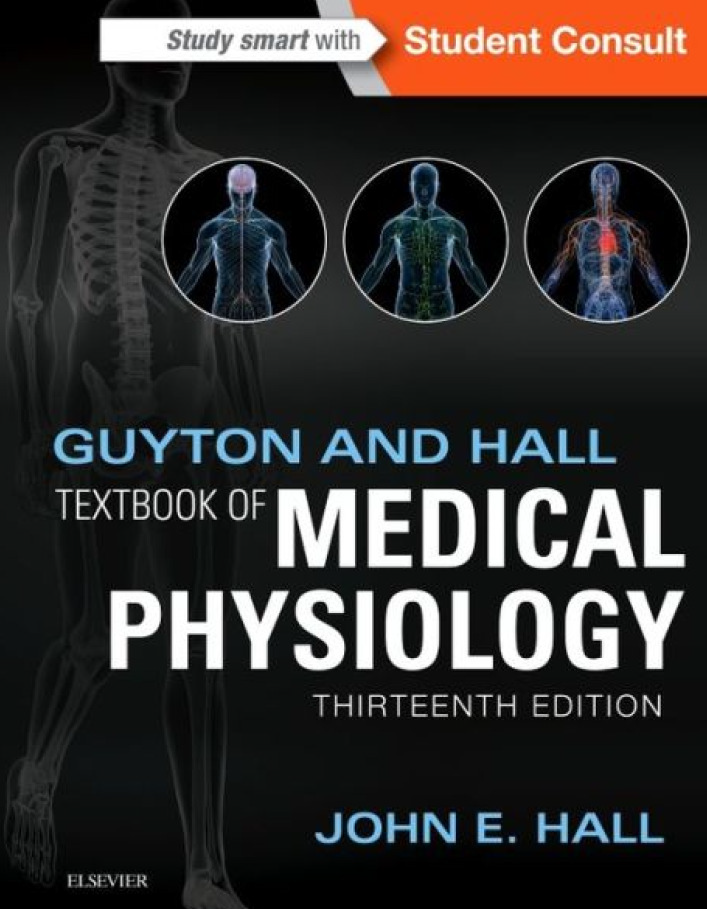 Study smart with Student Consult
GUYTON AND HALL
TEXTBOOK OF MEDICAL
PHYSIOLOGY
THIRTEENTH EDITION
JOHN E. HALL
ELSEVIER